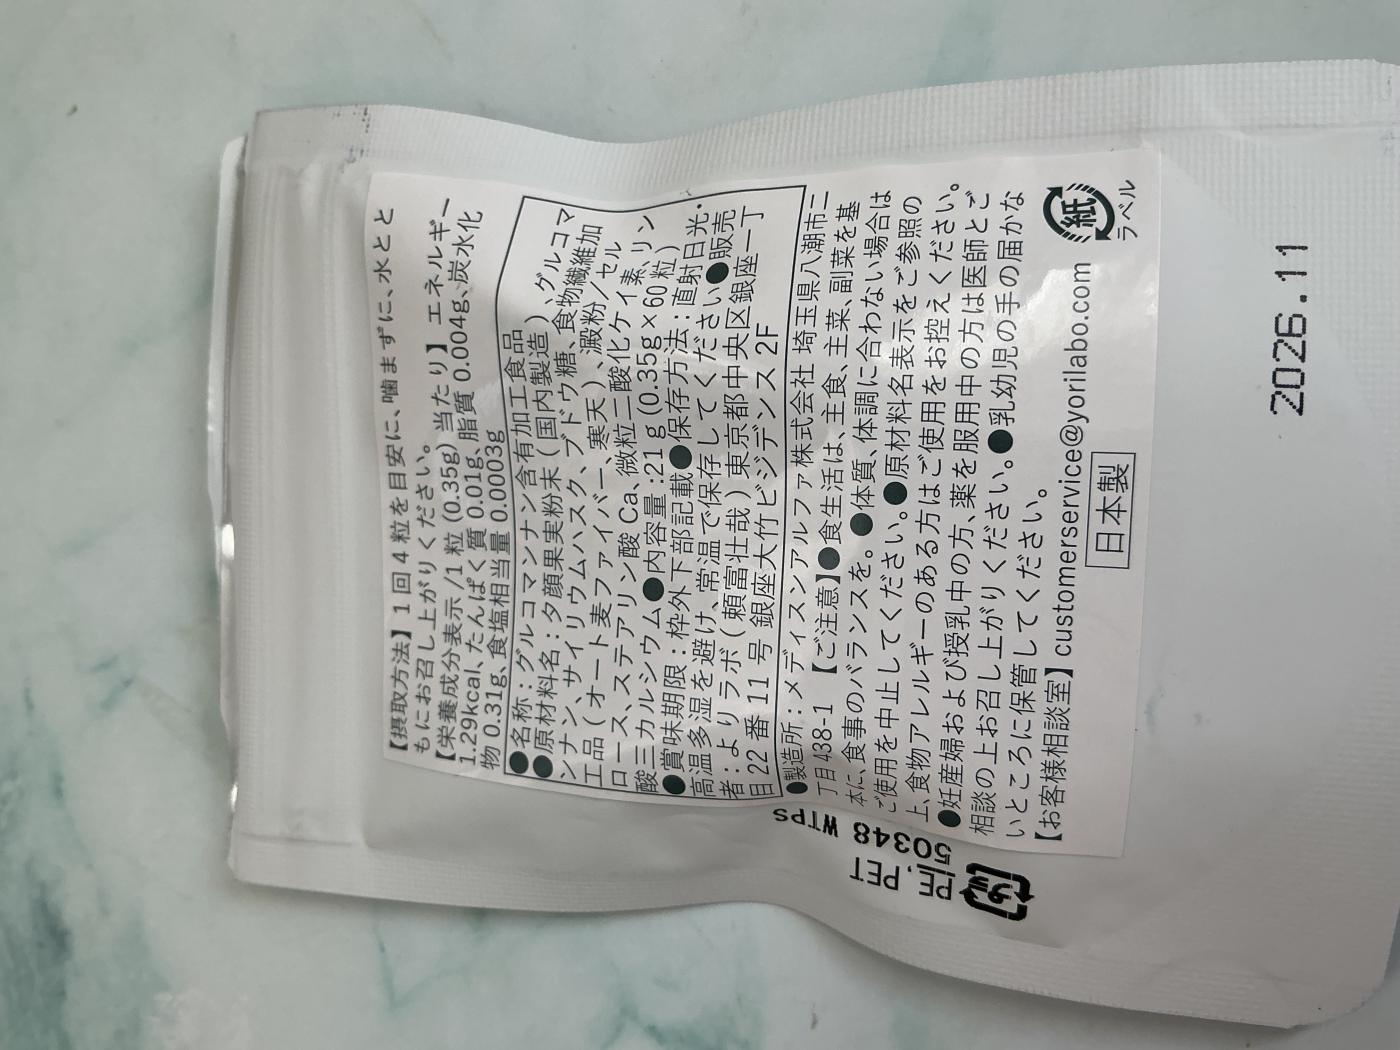 【摂取方法】1回4粒を目安に、噛まずに、水とと
もにお召し上がりください。
【栄養成分表示/1粒(0.35g)当たり】エネルギー
1.29kcal、たんぱく質 0.01g、脂質 0.004g、炭水化
物 0.31g、食塩相当量 0.0003g
●名称:グルコマンナン含有加工食品
●原材料名:夕顔果実粉末(国内製造)、グルコマ
ンナン、サイリウムハスク、ブドウ糖、食物繊維加
工品(オート麦ファイバー、寒天)、澱粉/セル
ロース、ステアリン酸Ca、微粒二酸化ケイ素、リン
酸三カルシウム●内容量:21g(0.35g×60粒)
●賞味期限:枠外下部記載●保存方法:直射日光・
高温多湿を避け、常温で保存してください●販売
者:よりラボ(頼富壮哉)東京都中央区銀座一丁
目22番11号銀座大竹ビジデンス2F
●製造所:メディスンアルファ株式会社 埼玉県八潮市二
丁目438-1 【ご注意】●食生活は、主食、主菜、副菜を基
本に、食事のバランスを。●体質、体調に合わない場合は
ご使用を中止してください。●原材料名表示をご参照の
上、食物アレルギーのある方はご使用をお控えください。
●妊産婦および授乳中の方、薬を服用中の方は医師とご
相談の上お召し上がりください。●乳幼児の手の届かな
いところに保管してください。
【お客様相談室】customerservice@yorilabo.com
日本製
紙
ラベル
プラ
PE, PET
50348 WTPS
2026.11